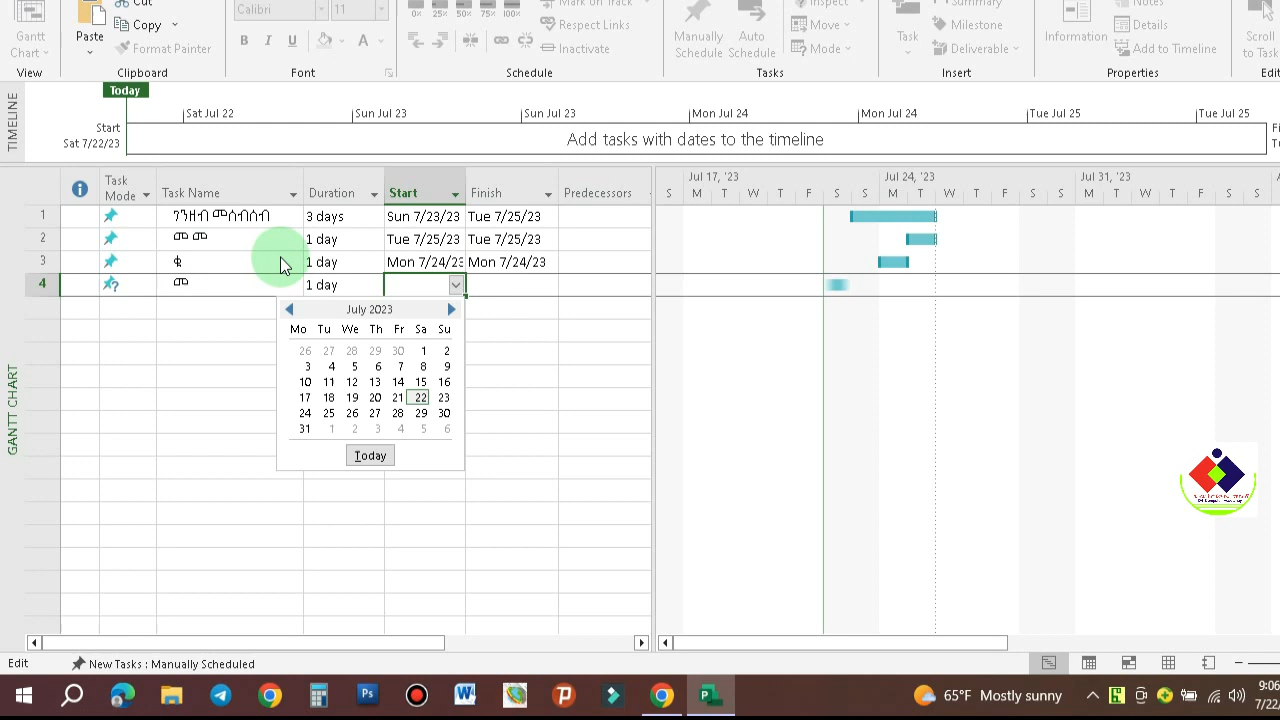 Cut
Mark on Track
Summary
Inspect
Notes
Calibri 11
0% 25% 50% 75% 100%
Gantt Chart
Paste
Copy
Format Painter
B I U A
Respect Links
Inactivate
Manually Schedule
Auto Schedule
Move
Mode
Task
Milestone
Deliverable
Information
Details
Add to Timeline
Scroll to Task
View Clipboard Font Schedule Tasks Insert Properties
Today
TIMELINE
Sat Jul 22 Sun Jul 23 Sun Jul 23 Mon Jul 24 Mon Jul 24 Tue Jul 25 Tue Jul 25
Start
Sat 7/22/23
Add tasks with dates to the timeline
Task Mode Task Name Duration Start Finish Predecessors
Jul 17, '23 Jul 24, '23 Jul 31, '23
S M T W T F S S M T W T F S S M T W T F S S M
1 ገንዘብ መሰብሰብ 3 days Sun 7/23/23 Tue 7/25/23
2 መ መ 1 day Tue 7/25/23 Tue 7/25/23
3 1 day Mon 7/24/23 Mon 7/24/23
4 መ 1 day
July 2023
Mo Tu We Th Fr Sa Su
26 27 28 29 30 1 2
3 4 5 6 7 8 9
10 11 12 13 14 15 16
17 18 19 20 21 22 23
24 25 26 27 28 29 30
31 1 2 3 4 5 6
Today
GANTT CHART
Edit New Tasks : Manually Scheduled
65°F Mostly sunny
9:06
7/22